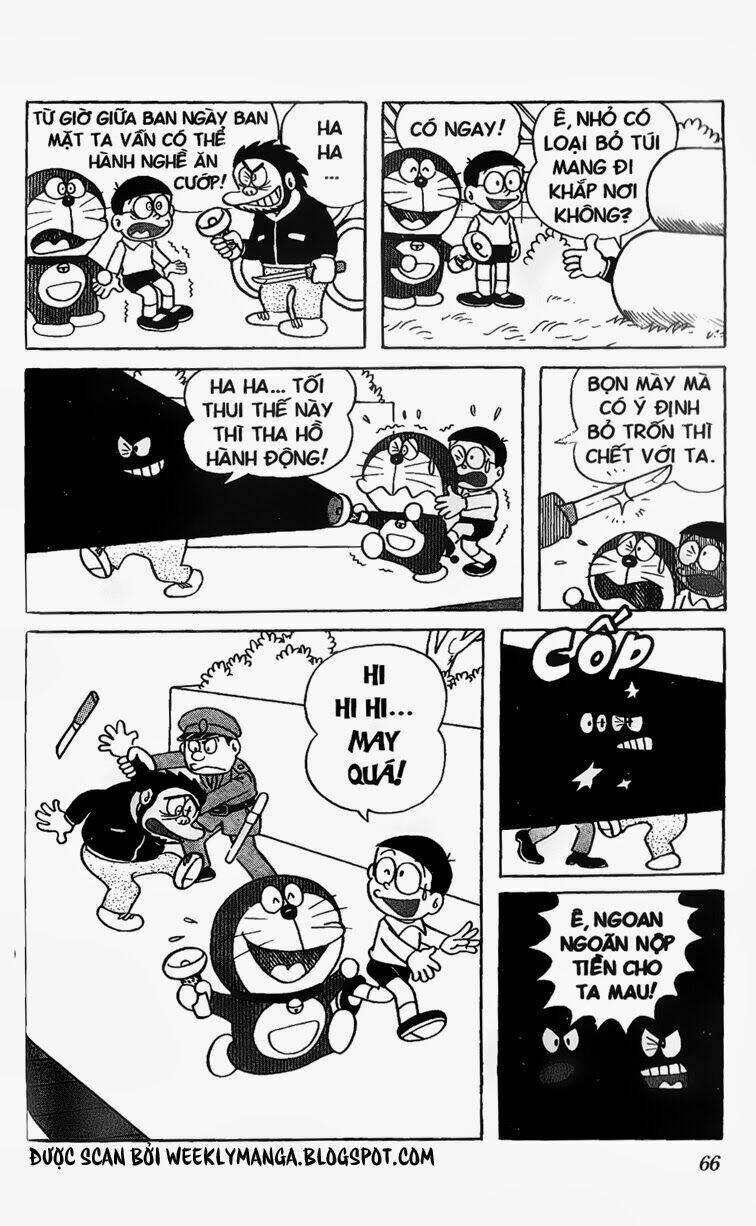 Ê, NHỎ CÓ
LOẠI BỎ TÚI
MANG ĐI
KHẮP NƠI
KHÔNG?
CÓ NGAY!
HA
HA
...
TỪ GIỜ GIỮA BAN NGÀY BAN
MẶT TA VẪN CÓ THỂ
HÀNH NGHỀ ĂN
CƯỚP!
BỌN MÀY MÀ
CÓ Ý ĐỊNH
BỎ TRỐN THÌ
CHẾT VỚI TA.
HA HA... TỐI
THUI THẾ NÀY
THÌ THA HỒ
HÀNH ĐỘNG!
CỐP
Ê, NGOAN
NGOÃN NỘP
TIỀN CHO
TA MAU!
HI
HI HI...
MAY
QUÁ!
ĐƯỢC SCAN BỞI WEEKLYMANGA.BLOGSPOT.COM
66